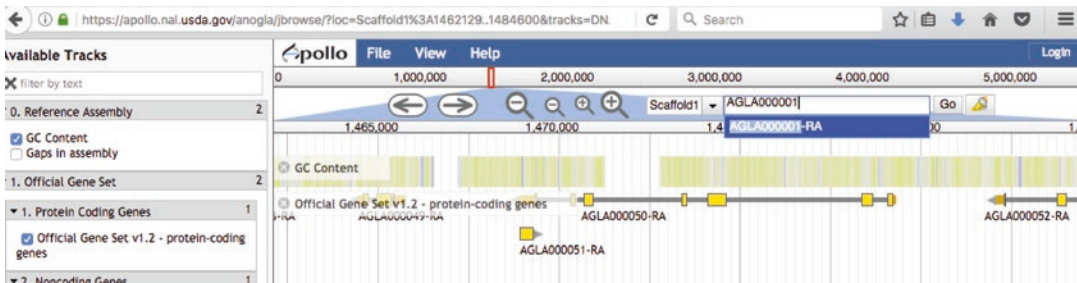 https://apollo.nal.usda.gov/anogla/jbrowse/?loc=Scaffold1%3A1462129..1484600&tracks=DN.
Search
Available Tracks
Apollo File View Help Login
filter by text
0 1,000,000 2,000,000 3,000,000 4,000,000 5,000,000
0. Reference Assembly 2
Scaffold1 AGLA000001 Go
AGLA000001-RA
1,465,000 1,470,000 1,4
GC Content
Gaps in assembly
GC Content
1. Official Gene Set 2
Official Gene Set v1.2 - protein-coding genes
1. Protein Coding Genes 1
-RA AGLA000049-RA AGLA000050-RA AGLA000052-RA
Official Gene Set v1.2 - protein-coding
genes
AGLA000051-RA
2. Noncoding Genes 1